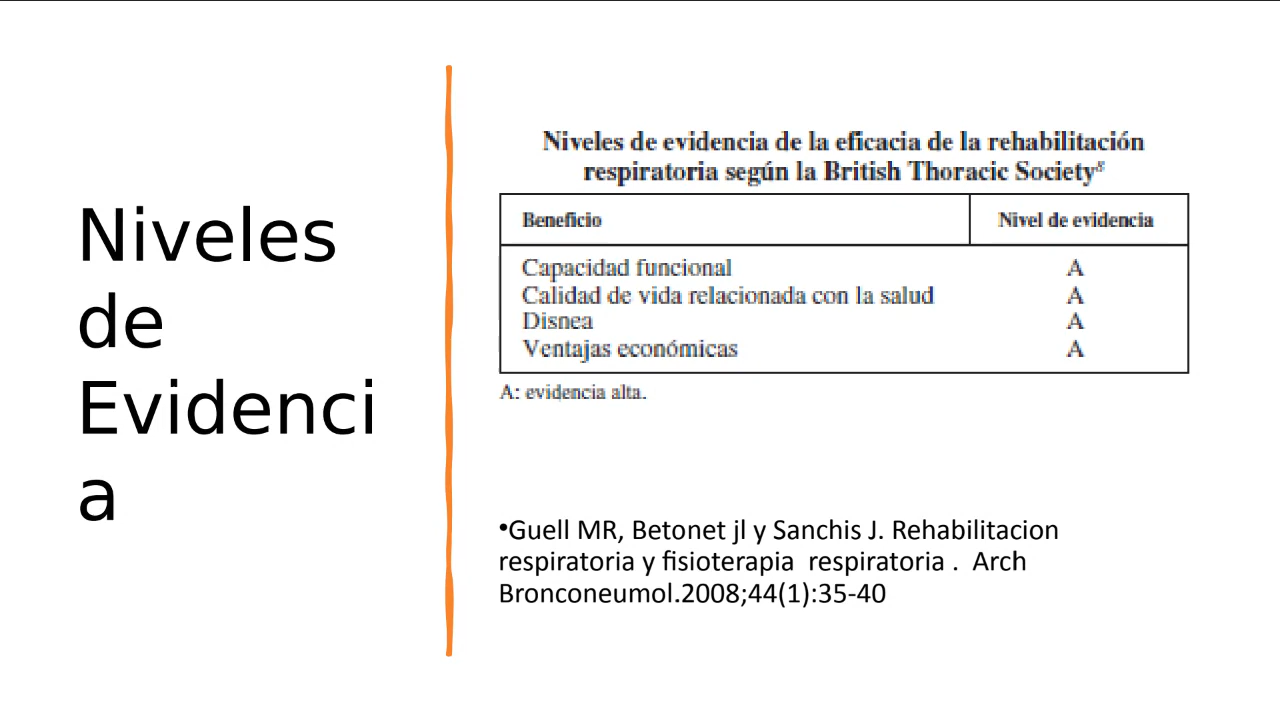 Niveles
de
Evidenci
a
Niveles de evidencia de la eficacia de la rehabilitación
respiratoria según la British Thoracic Society⁸
Beneficio Nivel de evidencia
Capacidad funcional A
Calidad de vida relacionada con la salud A
Disnea A
Ventajas económicas A
A: evidencia alta.
•Guell MR, Betonet jl y Sanchis J. Rehabilitacion
respiratoria y fisioterapia  respiratoria .  Arch
Bronconeumol.2008;44(1):35-40